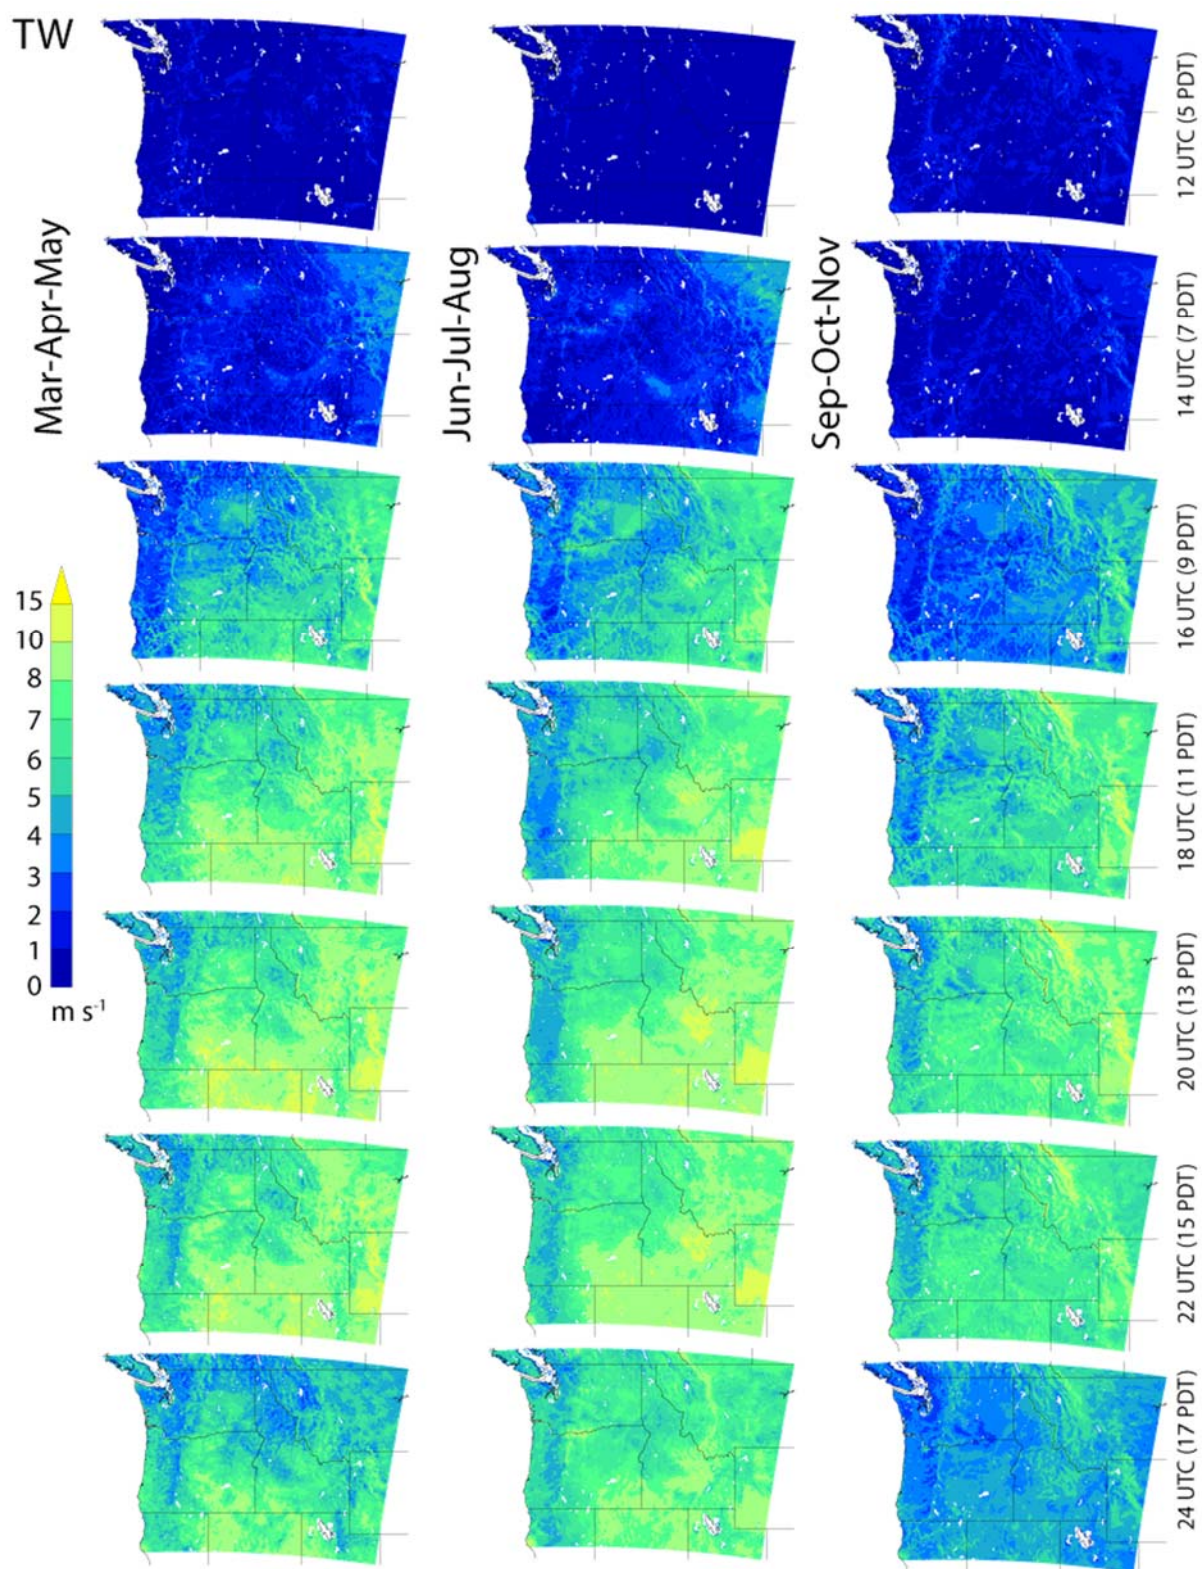 TW
Mar-Apr-May
Jun-Jul-Aug
Sep-Oct-Nov
12 UTC (5 PDT)
14 UTC (7 PDT)
16 UTC (9 PDT)
18 UTC (11 PDT)
20 UTC (13 PDT)
22 UTC (15 PDT)
24 UTC (17 PDT)
15
10
8
7
6
5
4
3
2
1
0
m s⁻¹